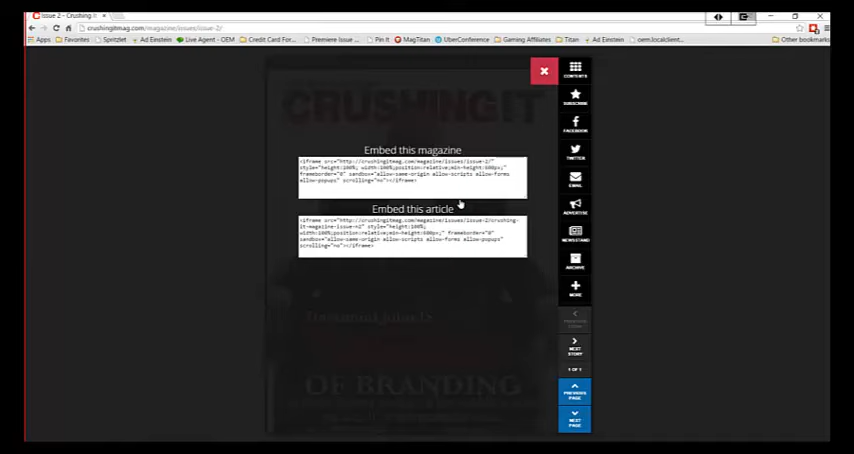 Issue 2 - Crushing It
crushingitmag.com/magazine/issues/issue-2/
Apps Favorites Spritzlet Ad Einstein Live Agent - OEM Credit Card For... Premiere Issue ... Pin It MagTitan UberConference Gaming Affiliates Titan Ad Einstein oem.localclient... Other bookmarks
CRUSHINGIT
CONTENTS
SUBSCRIBE
FACEBOOK
TWITTER
EMAIL
ADVERTISE
NEWSSTAND
ARCHIVE
MORE
Embed this magazine
/iframe src="http://crushingitmag.com/magazine/issues/issue-2/"
style="height:100%; width:100%;position:relative;min-height:600px;"
frameborder="0" sandbox="allow-same-origin allow-scripts allow-forms
allow-popups" scrolling="no"></iframe>
Embed this article
<iframe src="http://crushingitmag.com/magazine/issues/issue-2/crushing-
it-magazine-issue-n2" style="height:100%;
width:100%;position:relative;min-height:600px;" frameborder="0"
sandbox="allow-same-origin allow-scripts allow-forms allow-popups"
scrolling="no"></iframe>
OF BRANDING
PREVIOUS
STORY
NEXT
STORY
1 OF 1
PREVIOUS
PAGE
NEXT
PAGE